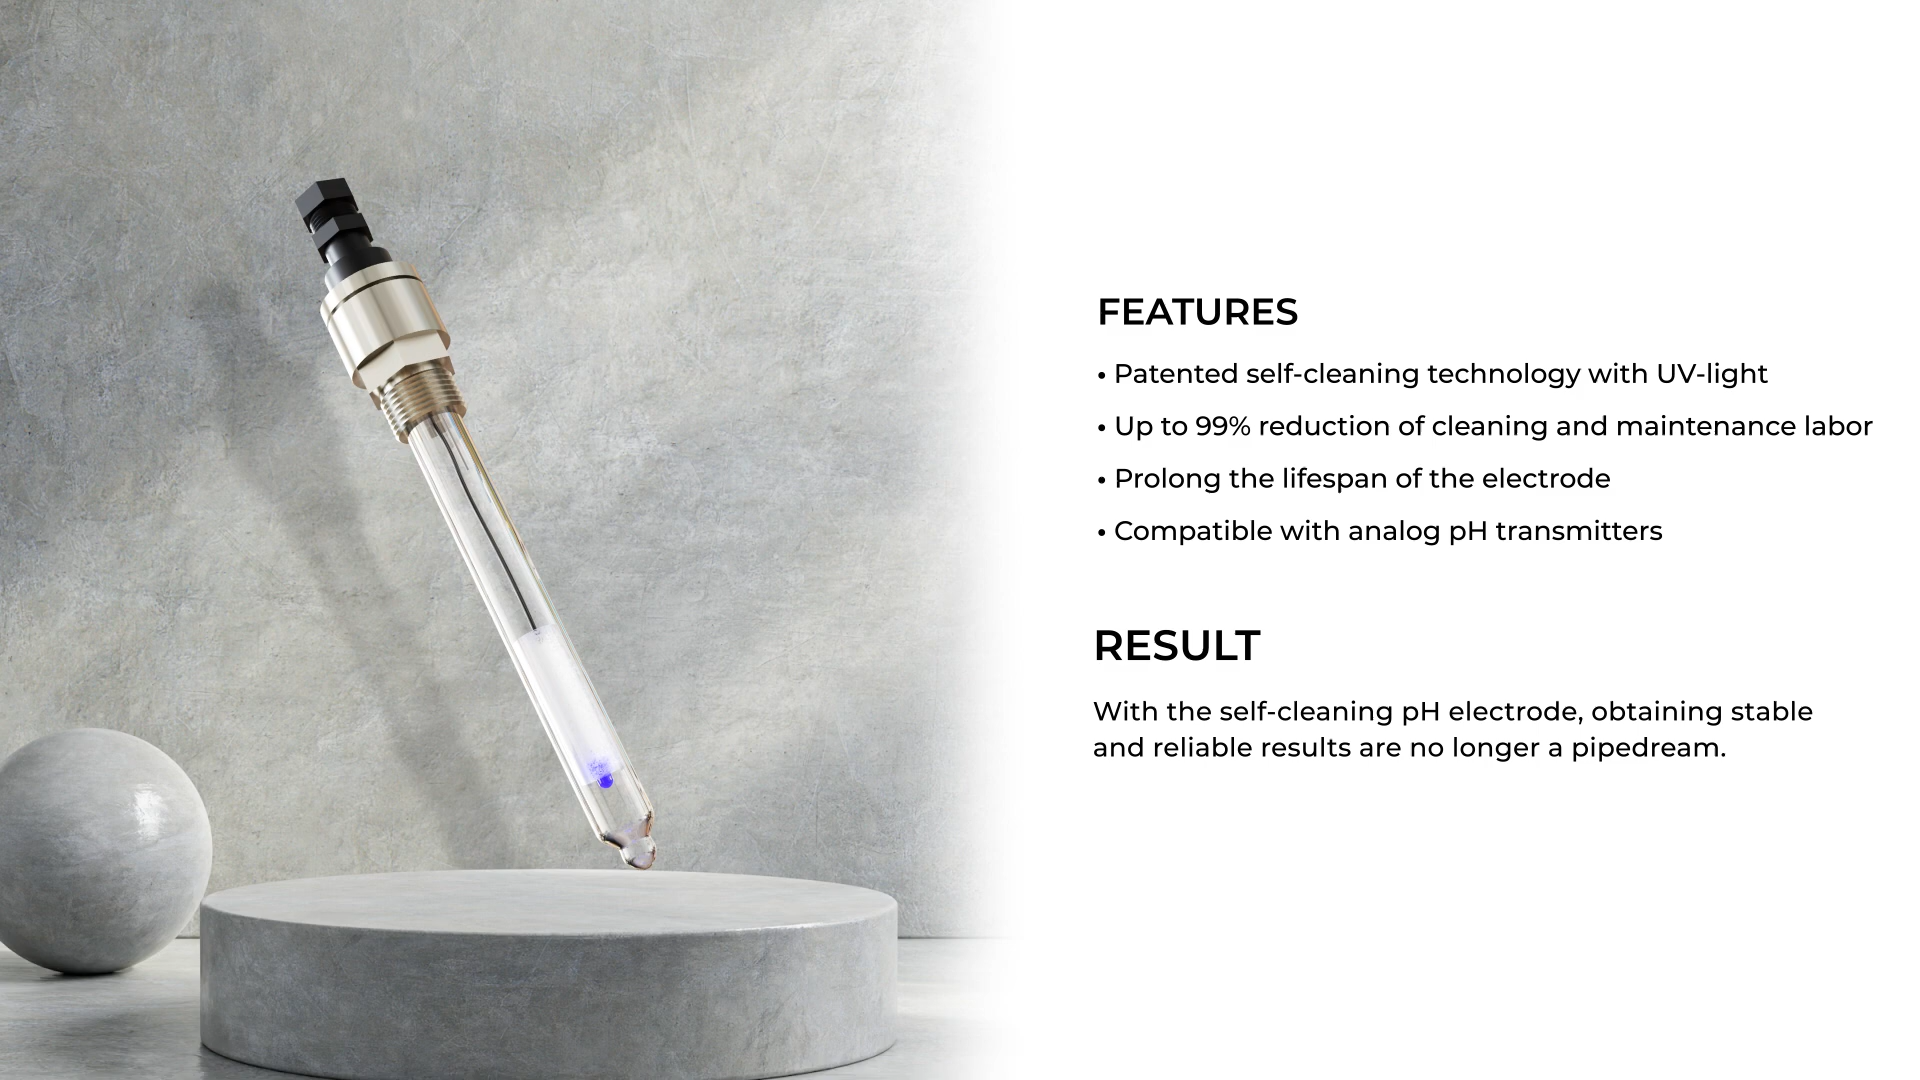 FEATURES
• Patented self-cleaning technology with UV-light
• Up to 99% reduction of cleaning and maintenance labor
• Prolong the lifespan of the electrode
• Compatible with analog pH transmitters
RESULT
With the self-cleaning pH electrode, obtaining stable
and reliable results are no longer a pipedream.